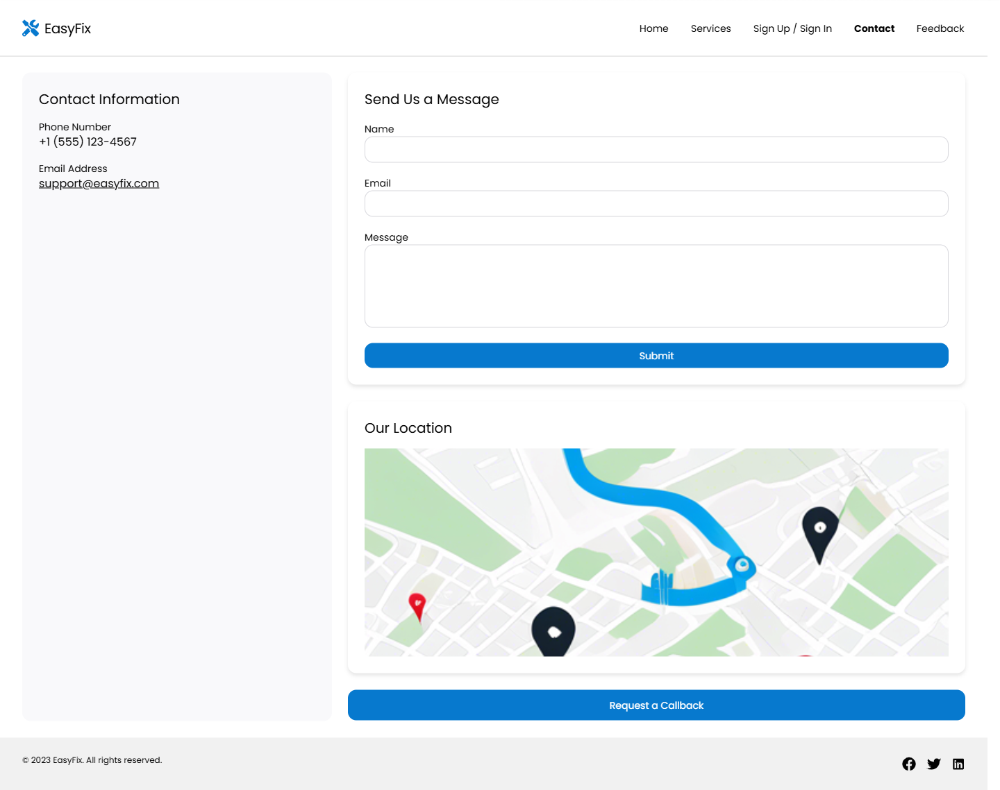 EasyFix
Home Services Sign Up / Sign In Contact Feedback
Contact Information
Phone Number
+1 (555) 123-4567
Email Address
support@easyfix.com
Send Us a Message
Name
Email
Message
Submit
Our Location
Request a Callback
© 2023 EasyFix. All rights reserved.